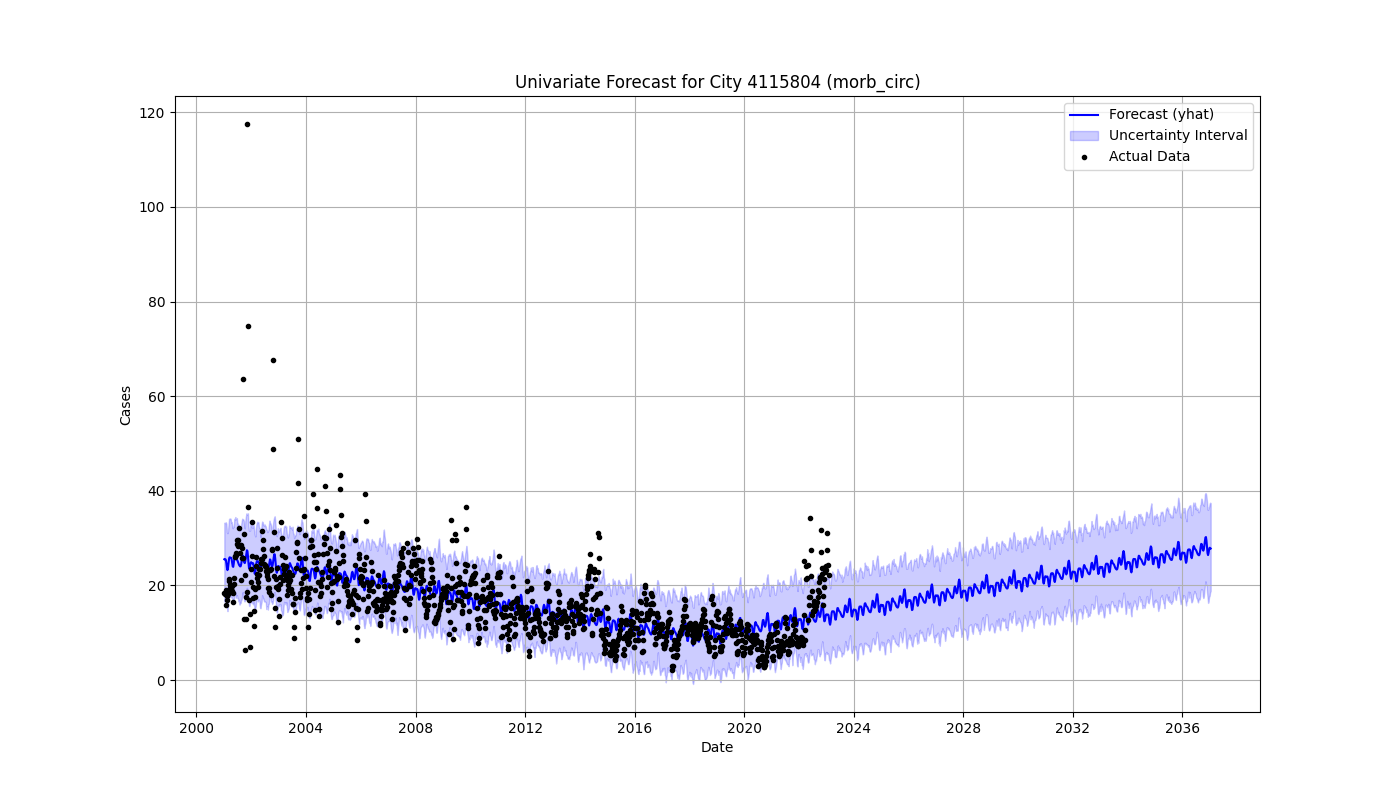 Univariate Forecast for City 4115804 (morb_circ)
Forecast (yhat)
Uncertainty Interval
Actual Data
120
100
80
60
40
20
0
Cases
2000 2004 2008 2012 2016 2020 2024 2028 2032 2036
Date